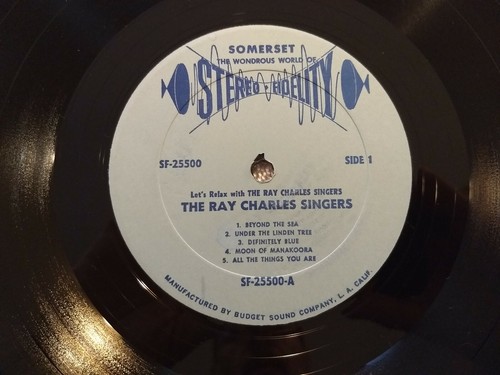 SOMERSET
THE WONDROUS WORLD OF
STEREO-FIDELITY
SF-25500
SIDE 1
Let's Relax with THE RAY CHARLES SINGERS
THE RAY CHARLES SINGERS
1. BEYOND THE SEA
2. UNDER THE LINDEN TREE
3. DEFINITELY BLUE
4. MOON OF MANAKOORA
5. ALL THE THINGS YOU ARE
SF-25500-A
MANUFACTURED BY BUDGET SOUND COMPANY, L. A. CALIF.